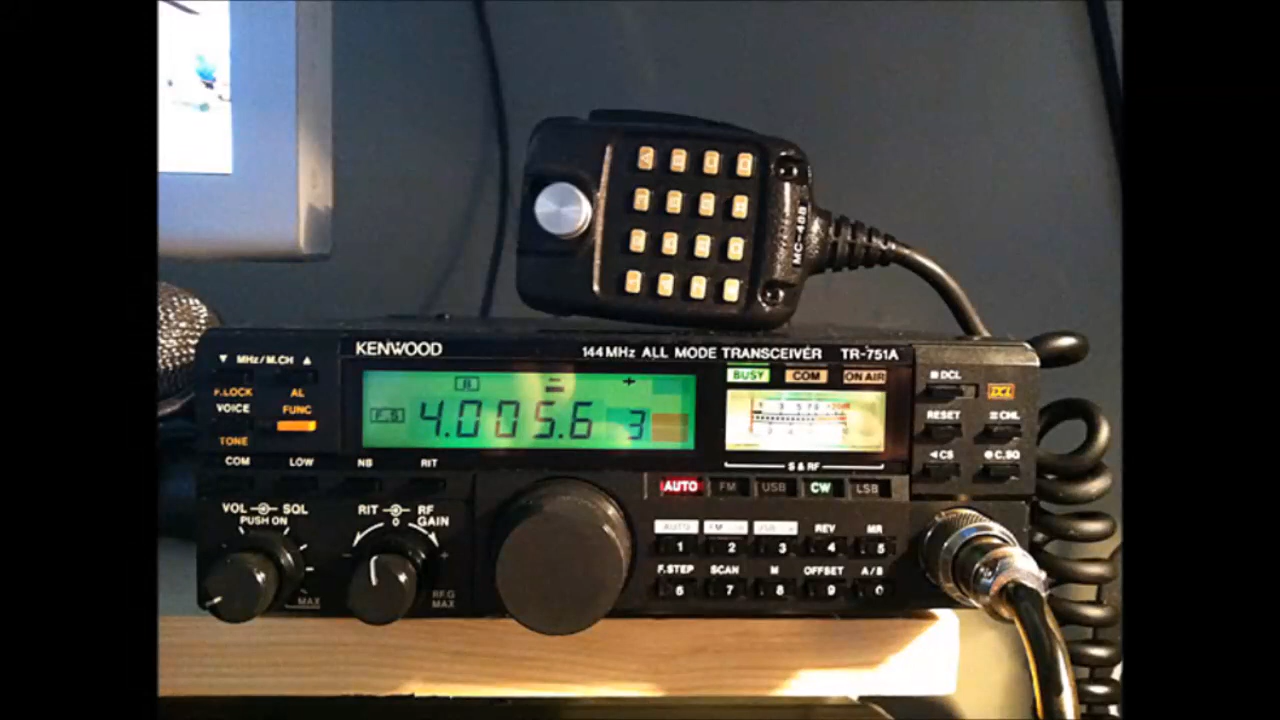 MC-48B
KENWOOD
144MHz ALL MODE TRANSCEIVER TR-751A
▼ MHz/M.CH ▲
F.LOCK AL
VOICE FUNC
TONE
COM LOW NB RIT
VOL SQL
PUSH ON
MAX
RIT RF
0 GAIN
- +
RF.G
MAX
B
+
F.S 4.005.6 3
BUSY COM ON AIR
S & RF
AUTO FM USB CW LSB
AUTO REV MR
1 2 3 4 5
F.STEP SCAN M OFFSET A/B
6 7 8 9 0
DCL
RESET CHL
◄CS C.SQ